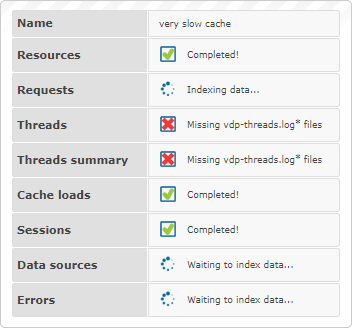 Name very slow cache
Resources Completed!
Requests Indexing data...
Threads Missing vdp-threads.log* files
Threads summary Missing vdp-threads.log* files
Cache loads Completed!
Sessions Completed!
Data sources Waiting to index data...
Errors Waiting to index data...